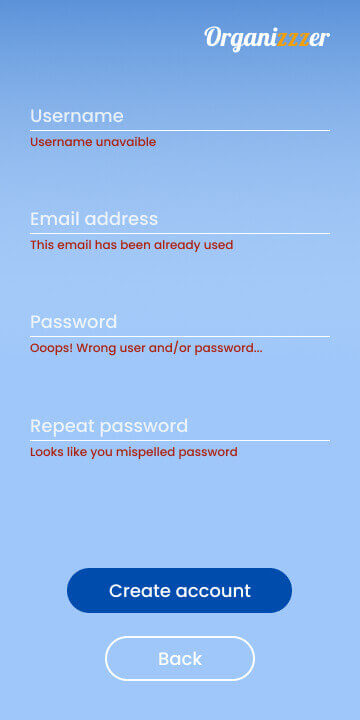 Organizzzer
Username
Username unavaible
Email address
This email has been already used
Password
Ooops! Wrong user and/or password...
Repeat password
Looks like you mispelled password
Create account
Back